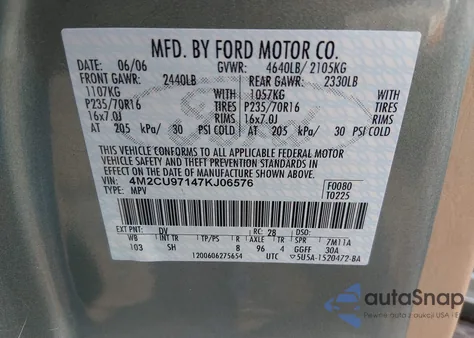 MFD. BY FORD MOTOR CO.
DATE: 06/06 GVWR: 4640LB/ 2105KG
FRONT GAWR: 2440LB REAR GAWR: 2330LB
1107KG WITH 1057KG WITH
P235/70R16 TIRES P235/70R16 TIRES
16x7.0J RIMS 16x7.0J RIMS
AT 205 kPa/ 30 PSI COLD AT 205 kPa/ 30 PSI COLD
THIS VEHICLE CONFORMS TO ALL APPLICABLE FEDERAL MOTOR
VEHICLE SAFETY AND THEFT PREVENTION STANDARDS IN
EFFECT ON THE DATE OF MANUFACTURE SHOWN ABOVE.
VIN: 4M2CU97147KJ06576
TYPE: MPV
F0080
T0225
EXT PNT: DV RC: 28 DSO:
WB INT TR TP/PS R AXLE TR SPR 7M11A
103 SH 8 96 4 GGFF 30A
1200606275654 UTC 5U5A-1520472-BA
autoSnap